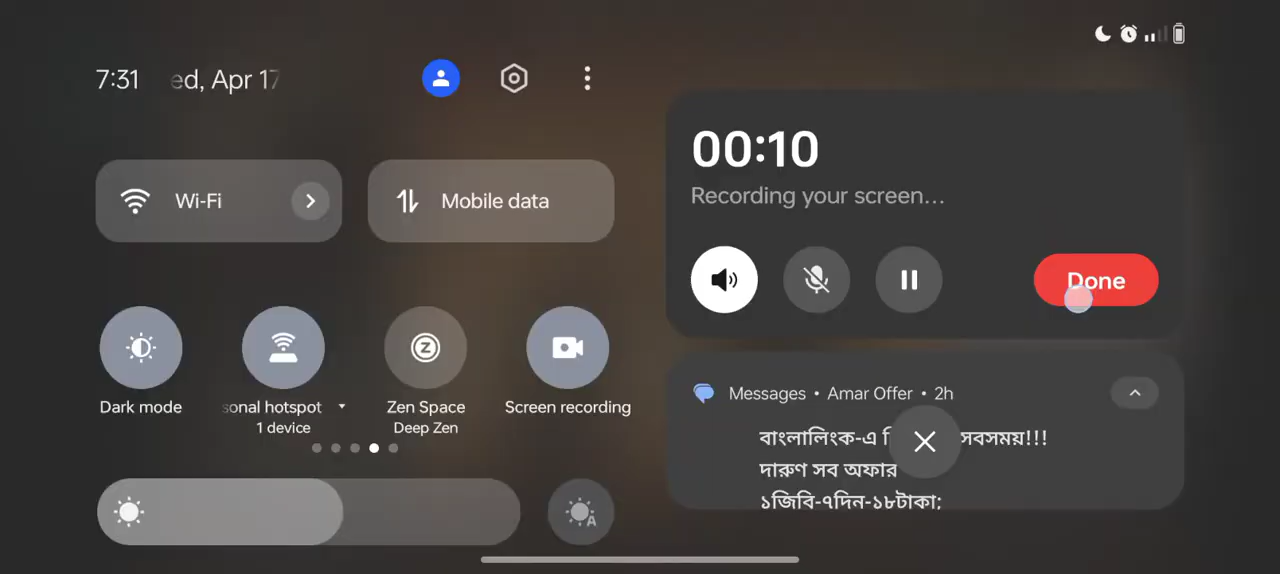 7:31 ed, Apr 17
Wi-Fi
Mobile data
Dark mode
sonal hotspot
1 device
Zen Space
Deep Zen
Screen recording
A
00:10
Recording your screen...
Done
Messages • Amar Offer • 2h
বাংলালিংক-এ সবসময়!!!
দারুণ সব অফার
১জিবি-৭দিন-১৮টাকা;